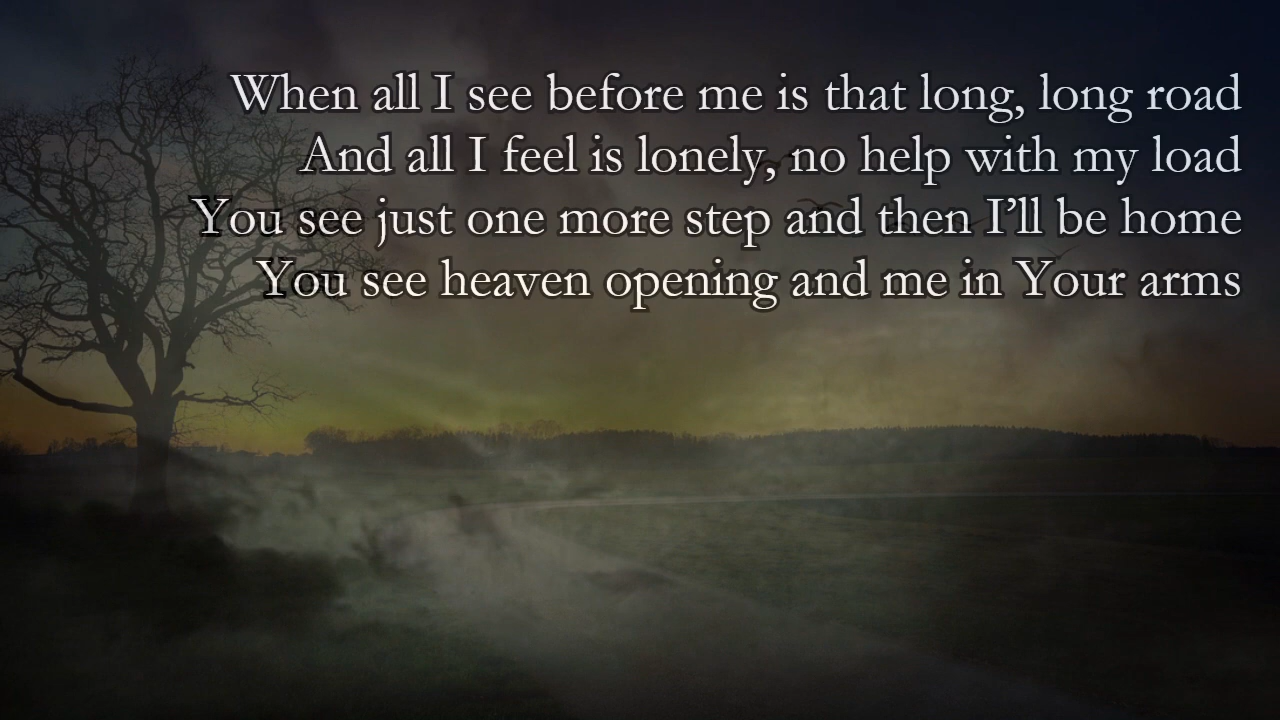 When all I see before me is that long, long road
And all I feel is lonely, no help with my load
You see just one more step and then I’ll be home
You see heaven opening and me in Your arms